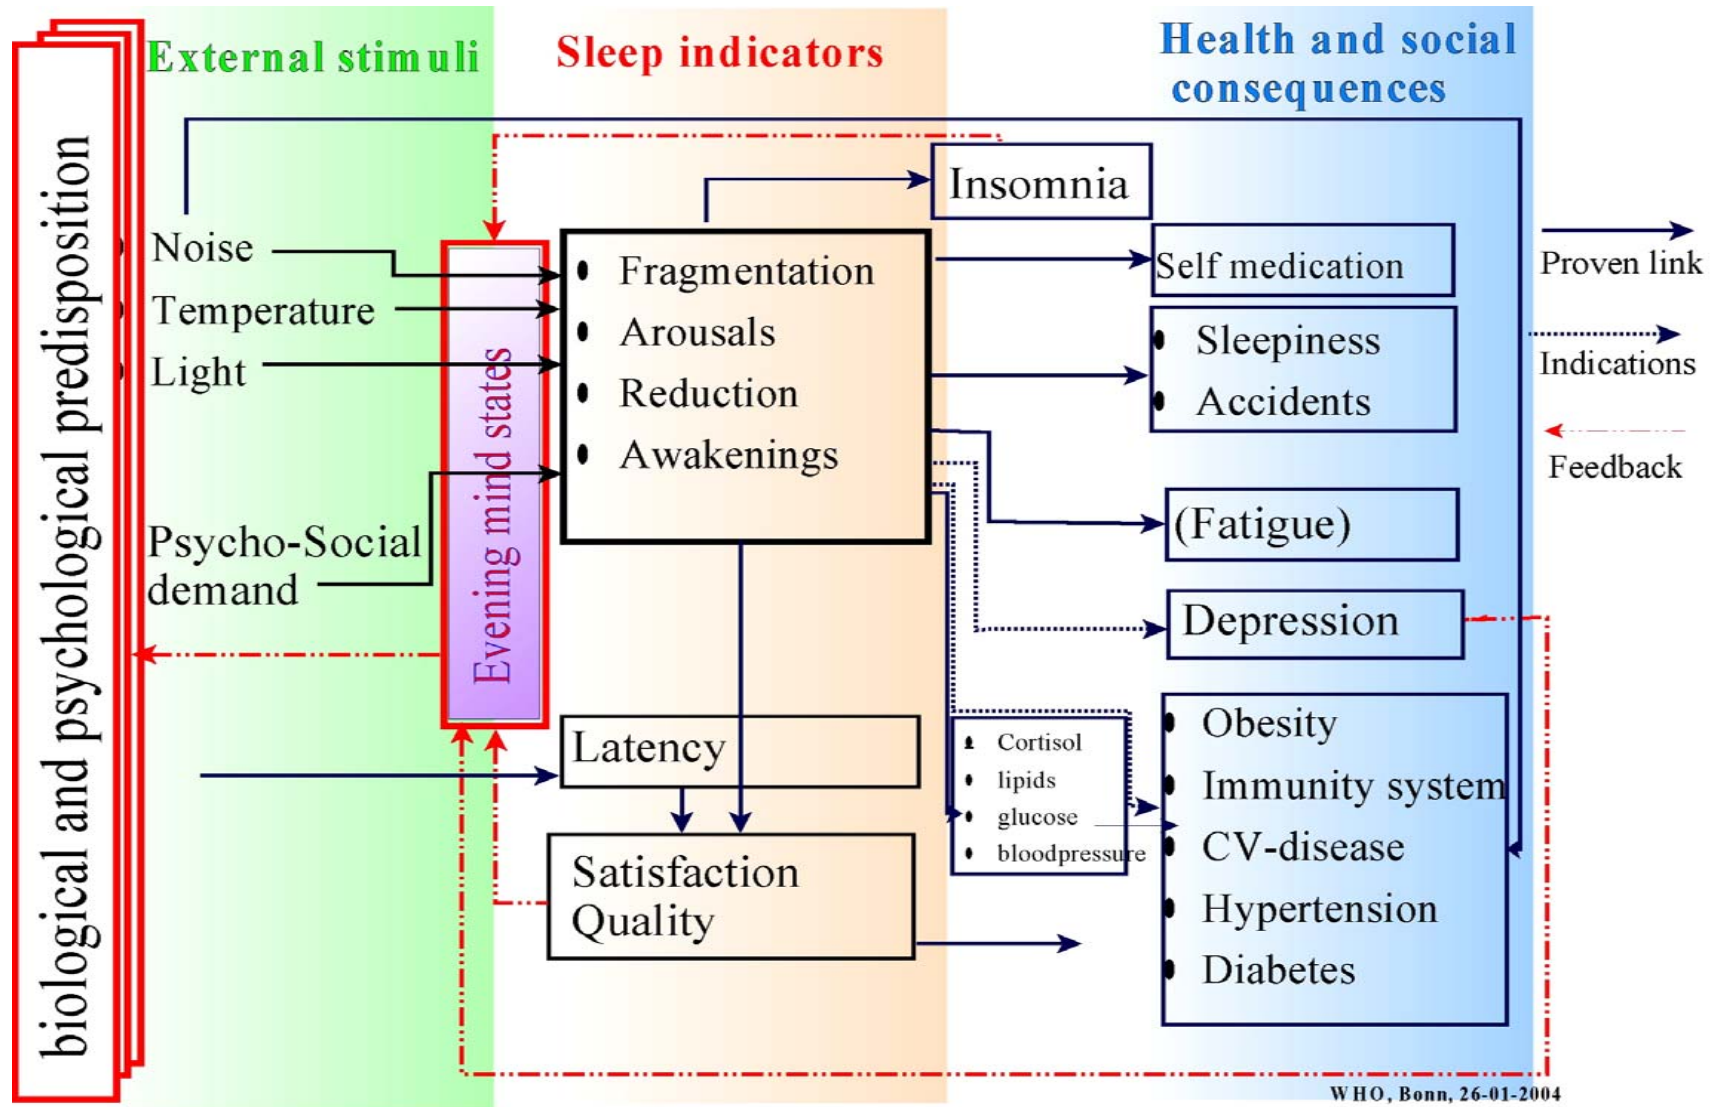 biological and psychological predisposition
External stimuli
Noise
Temperature
Light
Psycho-Social
demand
Evening mind states
Sleep indicators
Fragmentation
Arousals
Reduction
Awakenings
Latency
Satisfaction
Quality
Health and social
consequences
Insomnia
Self medication
Sleepiness
Accidents
(Fatigue)
Depression
Cortisol
lipids
glucose
bloodpressure
Obesity
Immunity system
CV-disease
Hypertension
Diabetes
Proven link
Indications
Feedback
WHO, Bonn, 26-01-2004